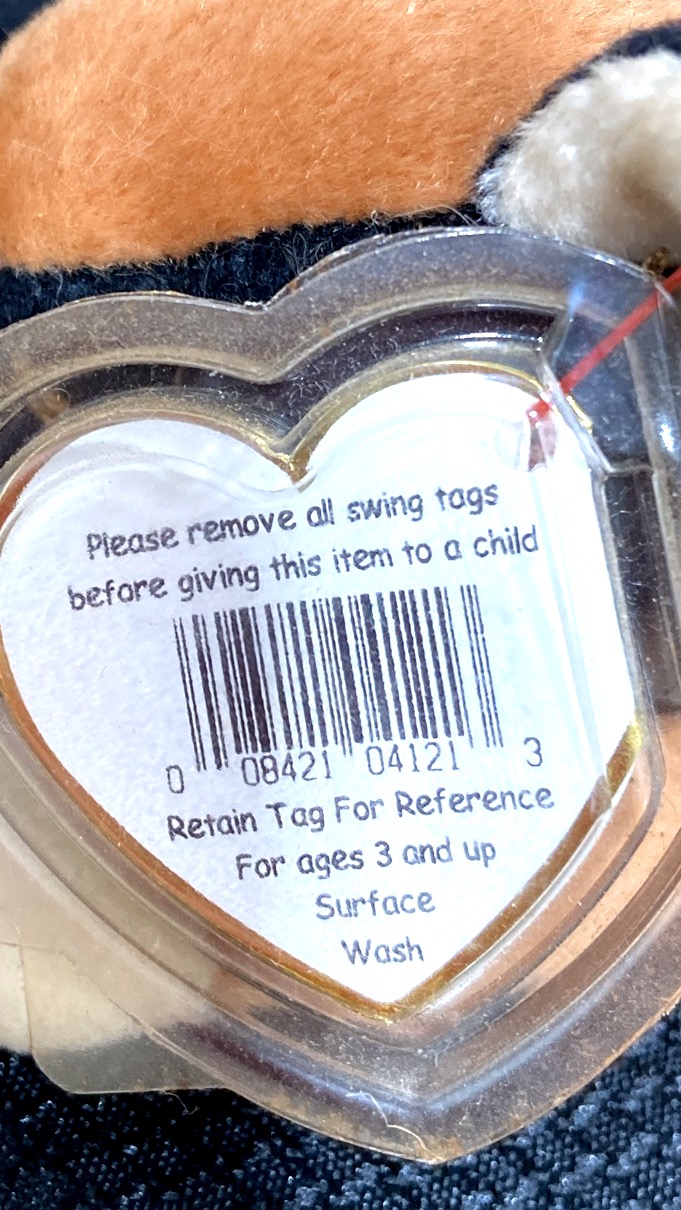 Please remove all swing tags
before giving this item to a child
0 08421 04121 3
Retain Tag For Reference
For ages 3 and up
Surface
Wash